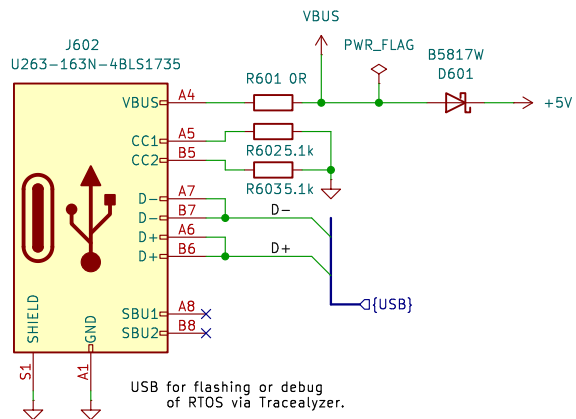 VBUS
J602
U263-163N-4BLS1735
PWR_FLAG
B5817W
D601
R601 0R
VBUS A4
+5V
CC1 A5
R6025.1k
CC2 B5
R6035.1k
D- A7
D- B7 D-
D+ A6
D+ B6 D+
{USB}
SBU1 A8
SBU2 B8
SHIELD
GND
S1
A1
USB for flashing or debug
of RTOS via Tracealyzer.